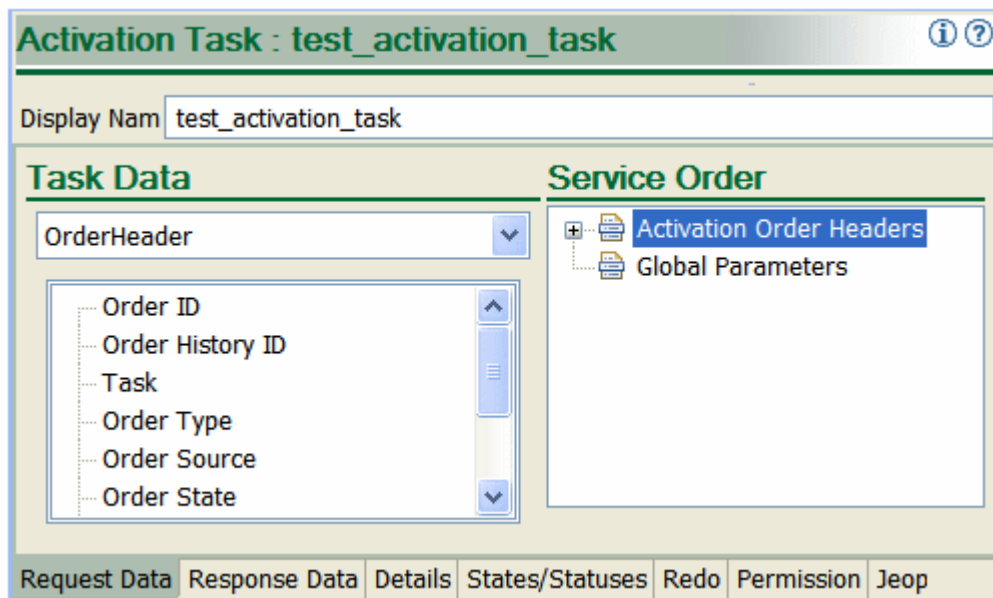 Activation Task : test_activation_task
Display Nam test_activation_task
Task Data
OrderHeader
Order ID
Order History ID
Task
Order Type
Order Source
Order State
Service Order
Activation Order Headers
Global Parameters
Request Data Response Data Details States/Statuses Redo Permission Jeop